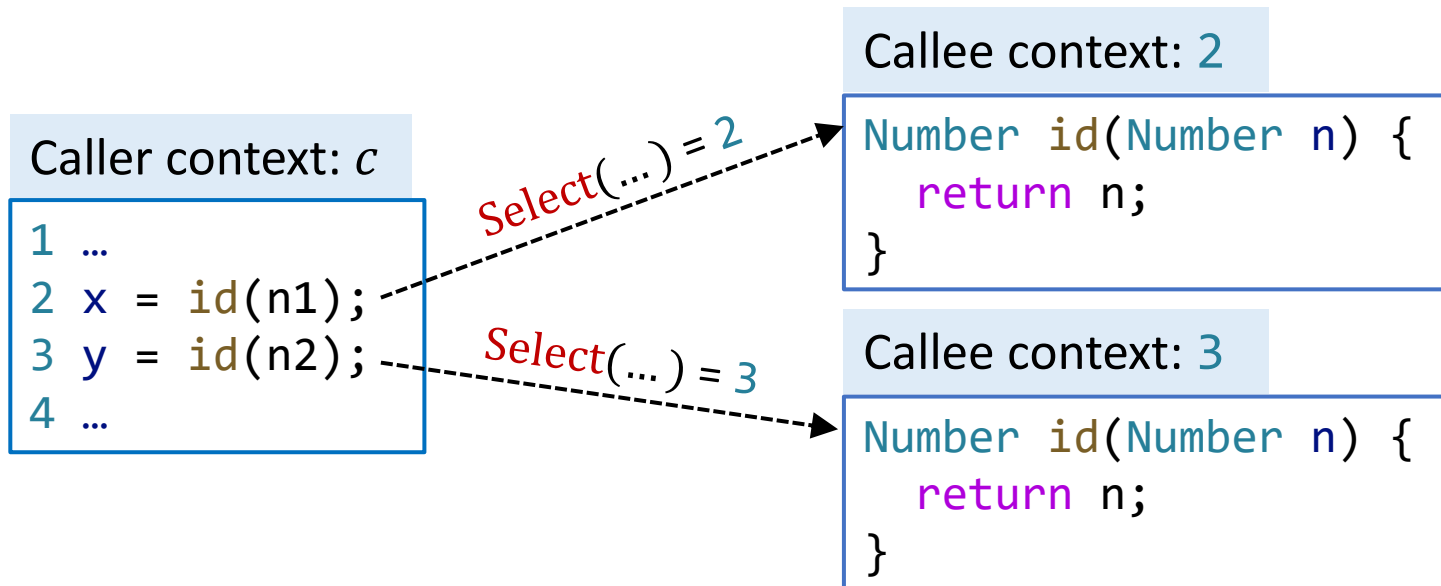 Caller context: c
1 …
2 x = id(n1);
3 y = id(n2);
4 …
Select(…) = 2
Select(…) = 3
Callee context: 2
Number id(Number n) {
return n;
}
Callee context: 3
Number id(Number n) {
return n;
}